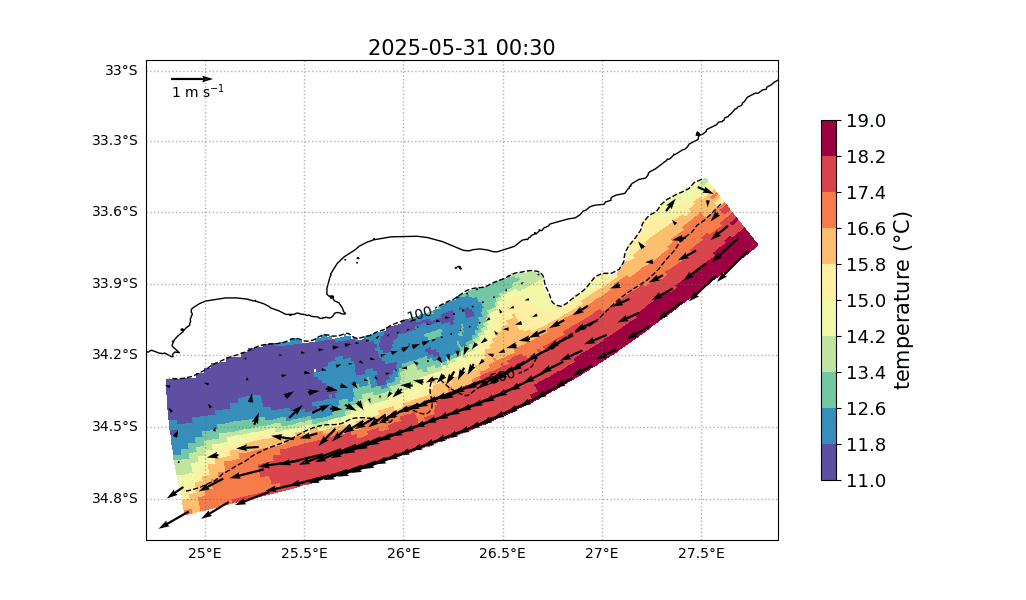 2025-05-31 00:30
1 m s⁻¹
33°S
33.3°S
33.6°S
33.9°S
34.2°S
34.5°S
34.8°S
25°E
25.5°E
26°E
26.5°E
27°E
27.5°E
100
19.0
18.2
17.4
16.6
15.8
15.0
14.2
13.4
12.6
11.8
11.0
temperature (°C)